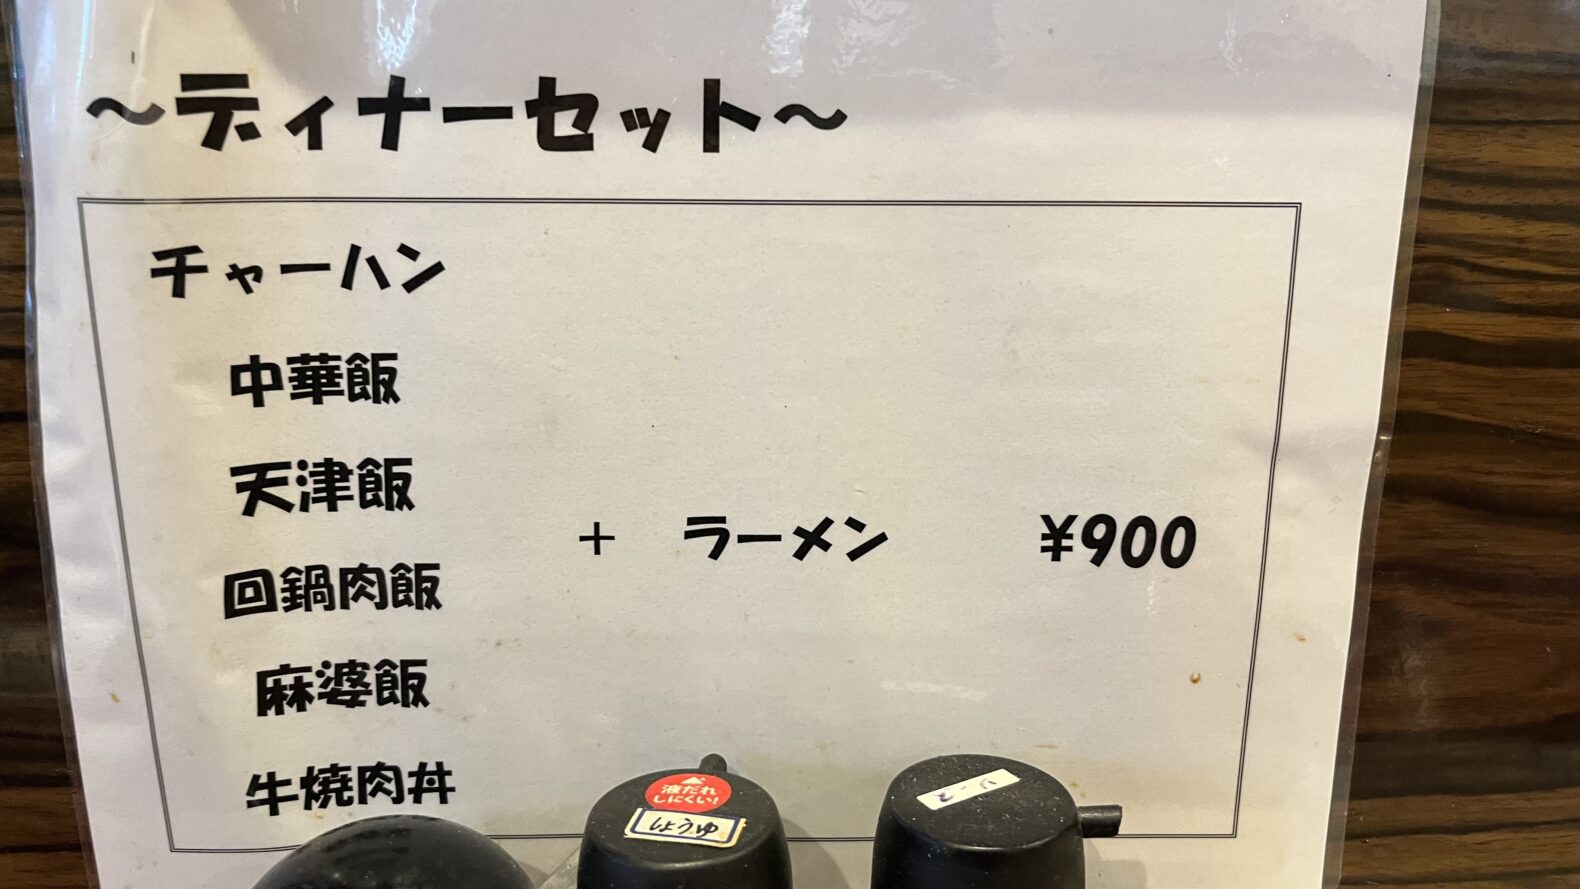 〜ディナーセット〜
チャーハン
中華飯
天津飯
回鍋肉飯
麻婆飯
牛焼肉丼
+ ラーメン ¥900
液だれ
しにくい!
しょうゆ